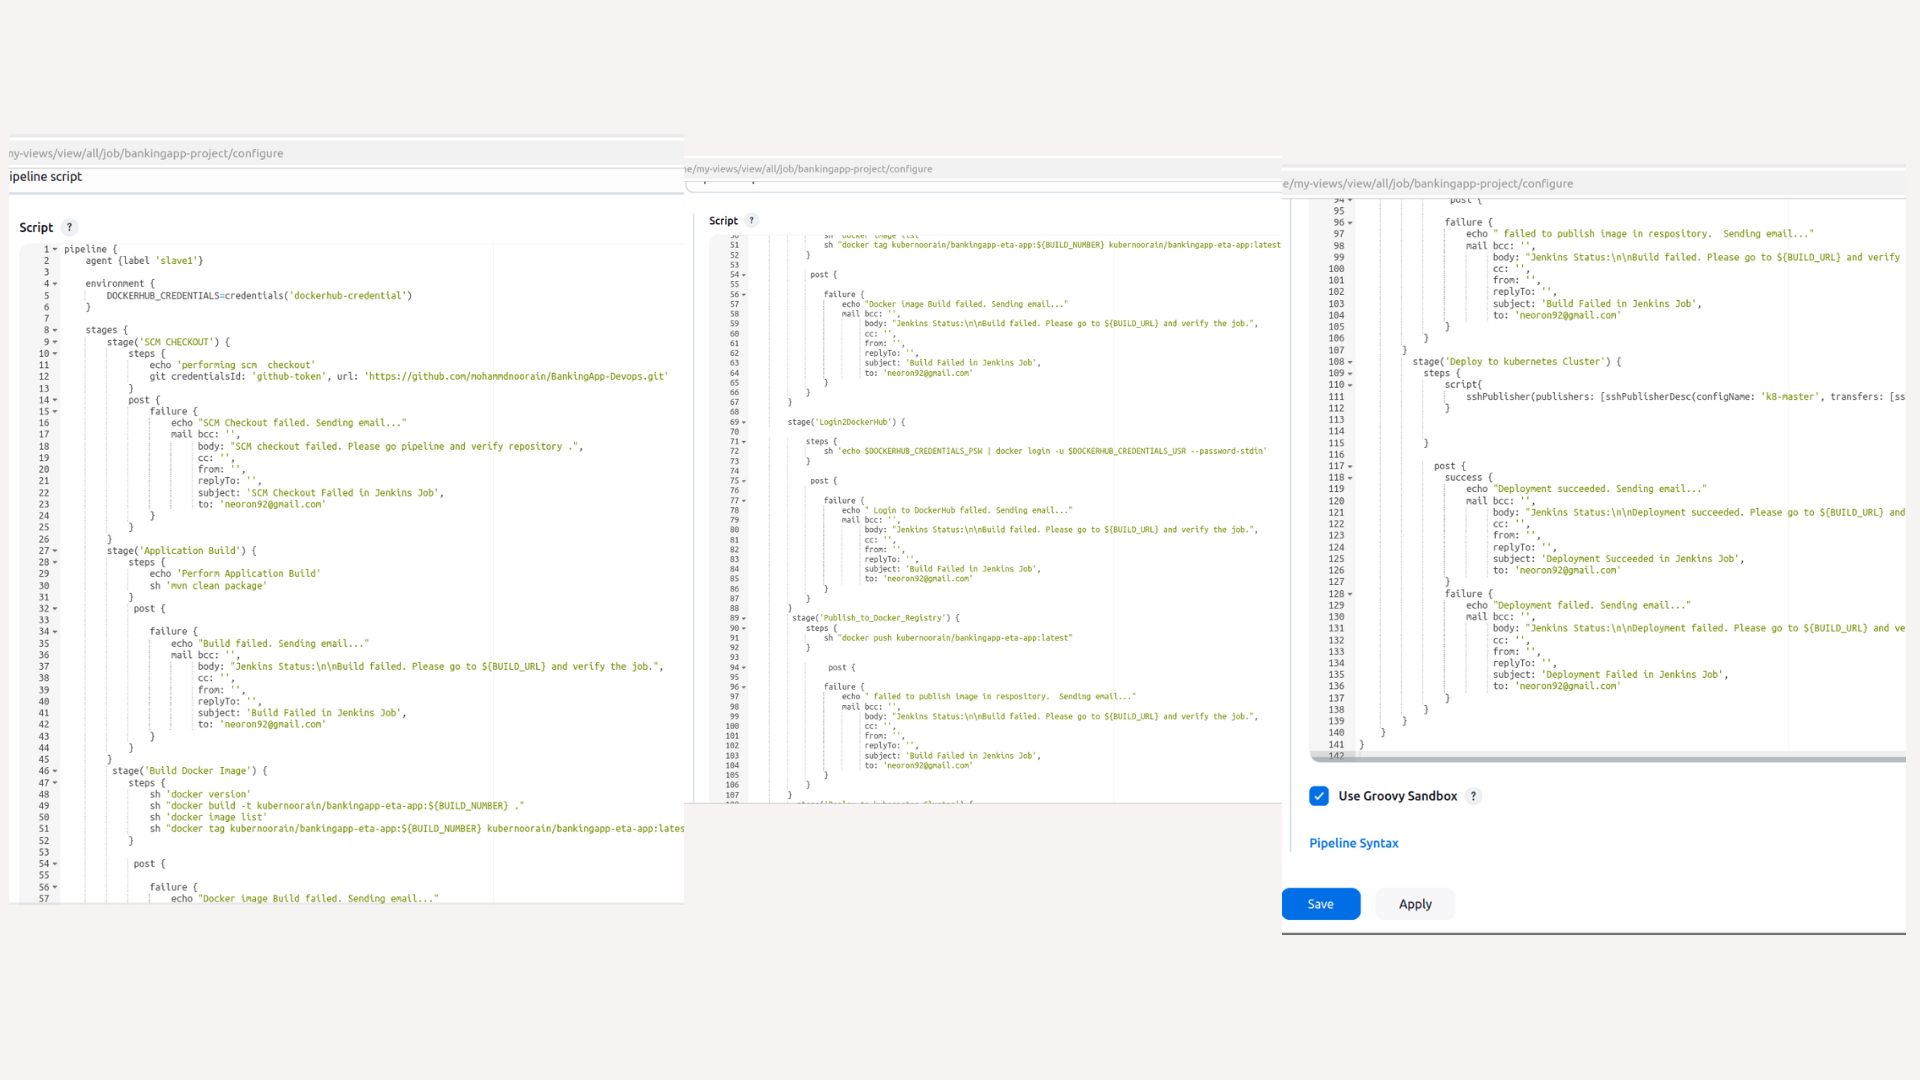 my-views/view/all/job/bankingapp-project/configure
ipeline script
Script ?
1 pipeline {
2 agent {label 'slave1'}
3
4 environment {
5 DOCKERHUB_CREDENTIALS=credentials('dockerhub-credential')
6 }
7
8 stages {
9 stage('SCM CHECKOUT') {
10 steps {
11 echo 'performing scm  checkout'
12 git credentialsId: 'github-token', url: 'https://github.com/mohammdnoorain/BankingApp-Devops.git'
13 }
14 post {
15 failure {
16 echo "SCM Checkout failed. Sending email..."
17 mail bcc: '',
18 body: "SCM checkout failed. Please go pipeline and verify repository .",
19 cc: '',
20 from: '',
21 replyTo: '',
22 subject: 'SCM Checkout Failed in Jenkins Job',
23 to: 'neoron92@gmail.com'
24 }
25 }
26 }
27 stage('Application Build') {
28 steps {
29 echo 'Perform Application Build'
30 sh 'mvn clean package'
31 }
32 post {
33
34 failure {
35 echo "Build failed. Sending email..."
36 mail bcc: '',
37 body: "Jenkins Status:\n\nBuild failed. Please go to ${BUILD_URL} and verify the job.",
38 cc: '',
39 from: '',
40 replyTo: '',
41 subject: 'Build Failed in Jenkins Job',
42 to: 'neoron92@gmail.com'
43 }
44 }
45 }
46 stage('Build Docker Image') {
47 steps {
48 sh 'docker version'
49 sh "docker build -t kubernoorain/bankingapp-eta-app:${BUILD_NUMBER} ."
50 sh 'docker image list'
51 sh "docker tag kubernoorain/bankingapp-eta-app:${BUILD_NUMBER} kubernoorain/bankingapp-eta-app:lates
52 }
53
54 post {
55
56 failure {
57 echo "Docker image Build failed. Sending email..."
e/my-views/view/all/job/bankingapp-project/configure
Script ?
50 sh 'docker image list'
51 sh "docker tag kubernoorain/bankingapp-eta-app:${BUILD_NUMBER} kubernoorain/bankingapp-eta-app:latest
52 }
53
54 post {
55
56 failure {
57 echo "Docker image Build failed. Sending email..."
58 mail bcc: '',
59 body: "Jenkins Status:\n\nBuild failed. Please go to ${BUILD_URL} and verify the job.",
60 cc: '',
61 from: '',
62 replyTo: '',
63 subject: 'Build Failed in Jenkins Job',
64 to: 'neoron92@gmail.com'
65 }
66 }
67 }
68
69 stage('Login2DockerHub') {
70
71 steps {
72 sh 'echo $DOCKERHUB_CREDENTIALS_PSW | docker login -u $DOCKERHUB_CREDENTIALS_USR --password-stdin'
73 }
74
75 post {
76
77 failure {
78 echo " Login to DockerHub failed. Sending email..."
79 mail bcc: '',
80 body: "Jenkins Status:\n\nBuild failed. Please go to ${BUILD_URL} and verify the job.",
81 cc: '',
82 from: '',
83 replyTo: '',
84 subject: 'Build Failed in Jenkins Job',
85 to: 'neoron92@gmail.com'
86 }
87 }
88 }
89 stage('Publish_to_Docker_Registry') {
90 steps {
91 sh "docker push kubernoorain/bankingapp-eta-app:latest"
92 }
93
94 post {
95
96 failure {
97 echo " failed to publish image in respository.  Sending email..."
98 mail bcc: '',
99 body: "Jenkins Status:\n\nBuild failed. Please go to ${BUILD_URL} and verify the job.",
100 cc: '',
101 from: '',
102 replyTo: '',
103 subject: 'Build Failed in Jenkins Job',
104 to: 'neoron92@gmail.com'
105 }
106 }
107 }
108 stage('Deploy to kubernetes Cluster') {
e/my-views/view/all/job/bankingapp-project/configure
94 post {
95
96 failure {
97 echo " failed to publish image in respository.  Sending email..."
98 mail bcc: '',
99 body: "Jenkins Status:\n\nBuild failed. Please go to ${BUILD_URL} and verify
100 cc: '',
101 from: '',
102 replyTo: '',
103 subject: 'Build Failed in Jenkins Job',
104 to: 'neoron92@gmail.com'
105 }
106 }
107 }
108 stage('Deploy to kubernetes Cluster') {
109 steps {
110 script{
111 sshPublisher(publishers: [sshPublisherDesc(configName: 'k8-master', transfers: [ss
112 }
113
114
115 }
116
117 post {
118 success {
119 echo "Deployment succeeded. Sending email..."
120 mail bcc: '',
121 body: "Jenkins Status:\n\nDeployment succeeded. Please go to ${BUILD_URL} and
122 cc: '',
123 from: '',
124 replyTo: '',
125 subject: 'Deployment Succeeded in Jenkins Job',
126 to: 'neoron92@gmail.com'
127 }
128 failure {
129 echo "Deployment failed. Sending email..."
130 mail bcc: '',
131 body: "Jenkins Status:\n\nDeployment failed. Please go to ${BUILD_URL} and ve
132 cc: '',
133 from: '',
134 replyTo: '',
135 subject: 'Deployment Failed in Jenkins Job',
136 to: 'neoron92@gmail.com'
137 }
138 }
139 }
140 }
141 }
142
Use Groovy Sandbox ?
Pipeline Syntax
Save Apply